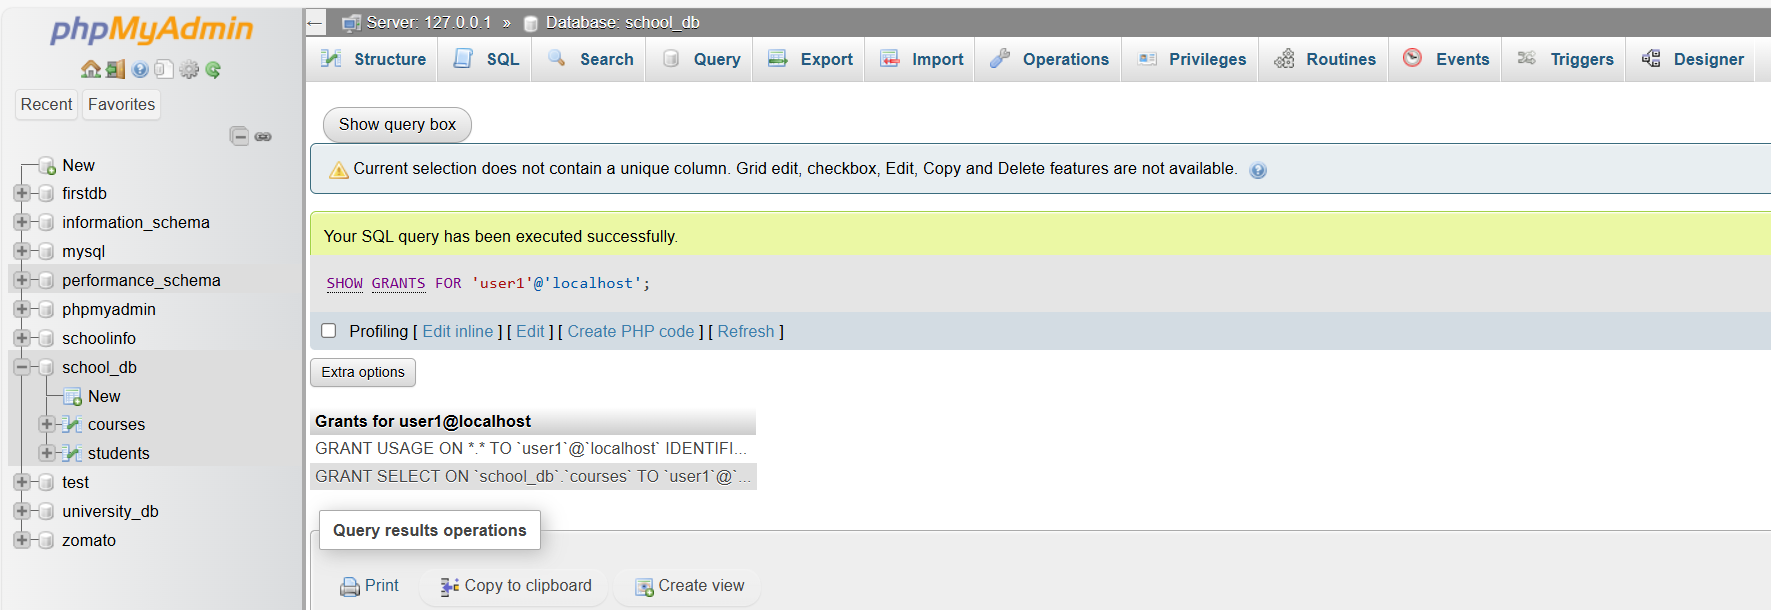 phpMyAdmin
Recent Favorites
New
firstdb
information_schema
mysql
performance_schema
phpmyadmin
schoolinfo
school_db
New
courses
students
test
university_db
zomato
← Server: 127.0.0.1 » Database: school_db
Structure SQL Search Query Export Import Operations Privileges Routines Events Triggers Designer
Show query box
Current selection does not contain a unique column. Grid edit, checkbox, Edit, Copy and Delete features are not available.
Your SQL query has been executed successfully.
SHOW GRANTS FOR 'user1'@'localhost';
Profiling [ Edit inline ] [ Edit ] [ Create PHP code ] [ Refresh ]
Extra options
Grants for user1@localhost
GRANT USAGE ON *.* TO `user1`@`localhost` IDENTIFI...
GRANT SELECT ON `school_db`.`courses` TO `user1`@`...
Query results operations
Print Copy to clipboard Create view